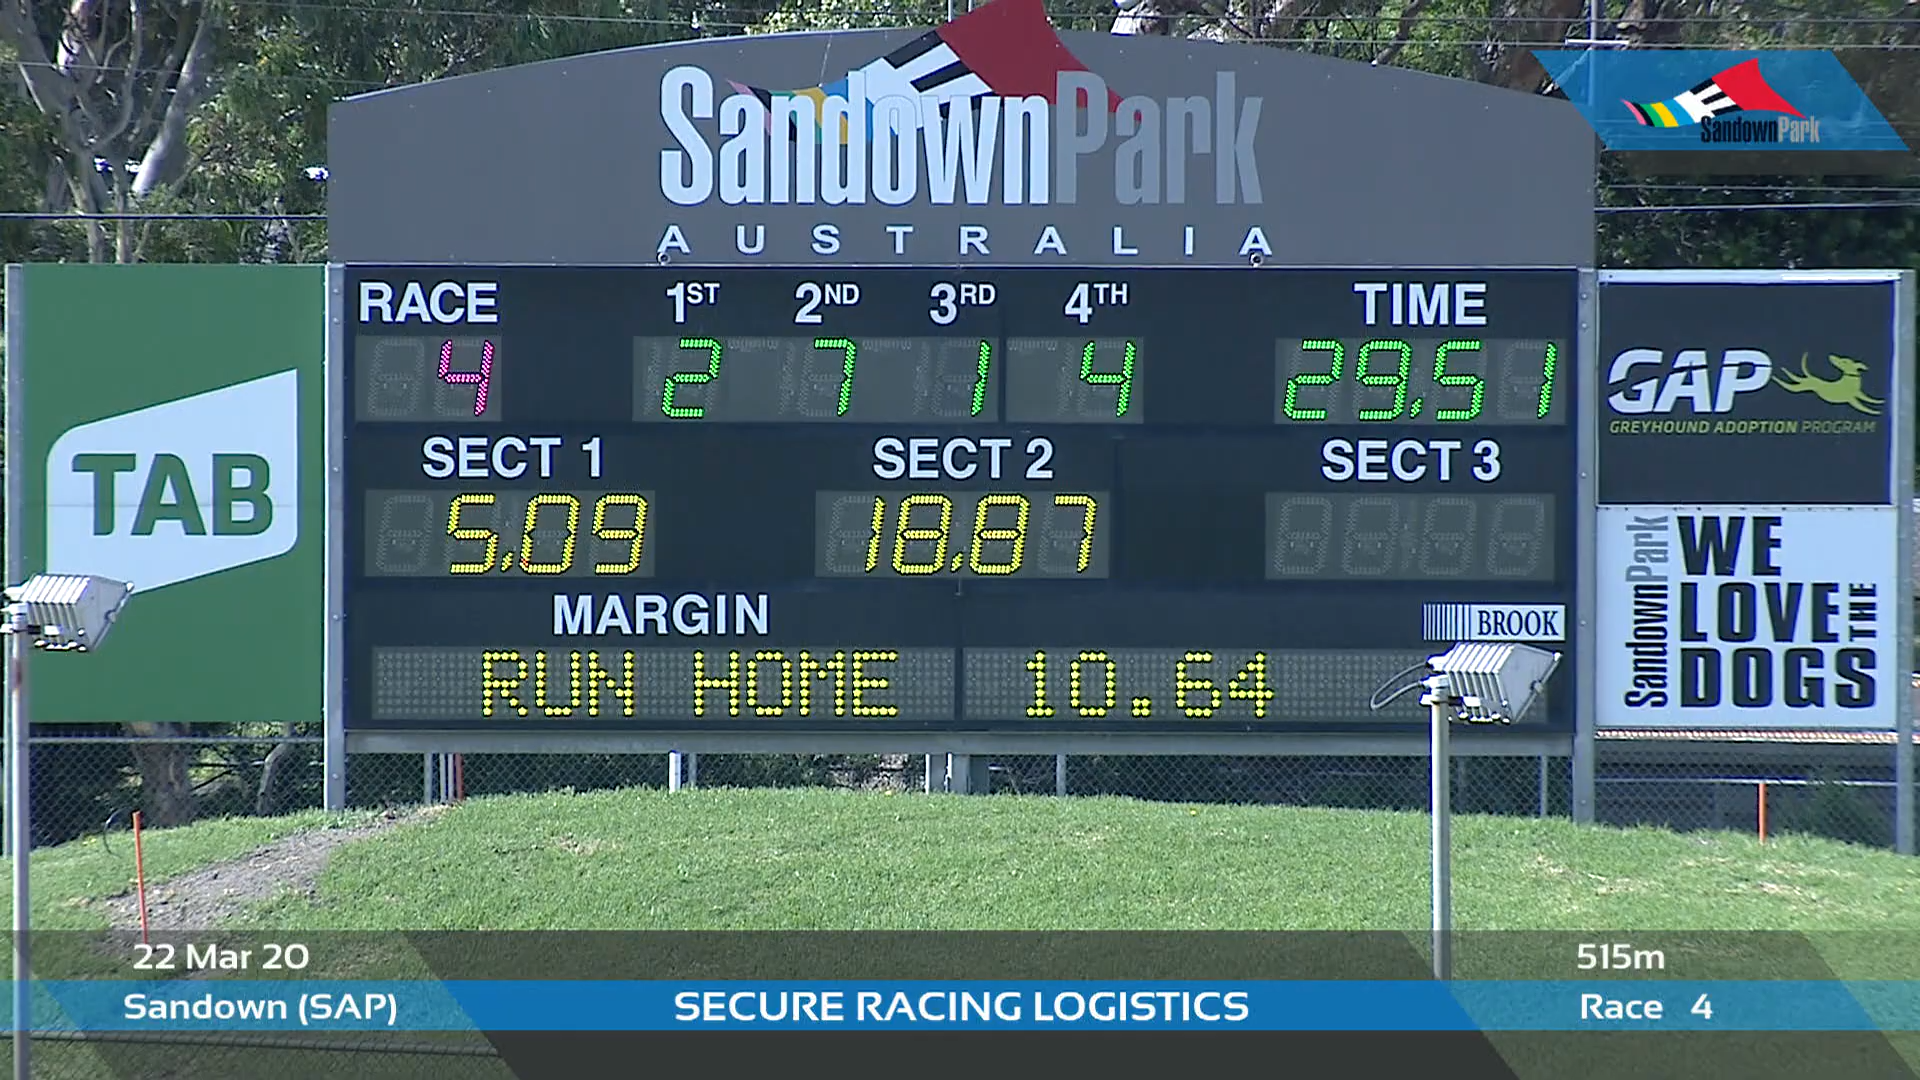 SandownPark
AUSTRALIA
SandownPark
RACE 1ST 2ND 3RD 4TH TIME
4 2 7 1 4 29.51
SECT 1 SECT 2 SECT 3
5.09 18.87
MARGIN
RUN HOME 10.64
BROOK
TAB
GAP
GREYHOUND ADOPTION PROGRAM
SandownPark
WE
LOVE THE
DOGS
22 Mar 20
515m
Sandown (SAP)
SECURE RACING LOGISTICS
Race 4